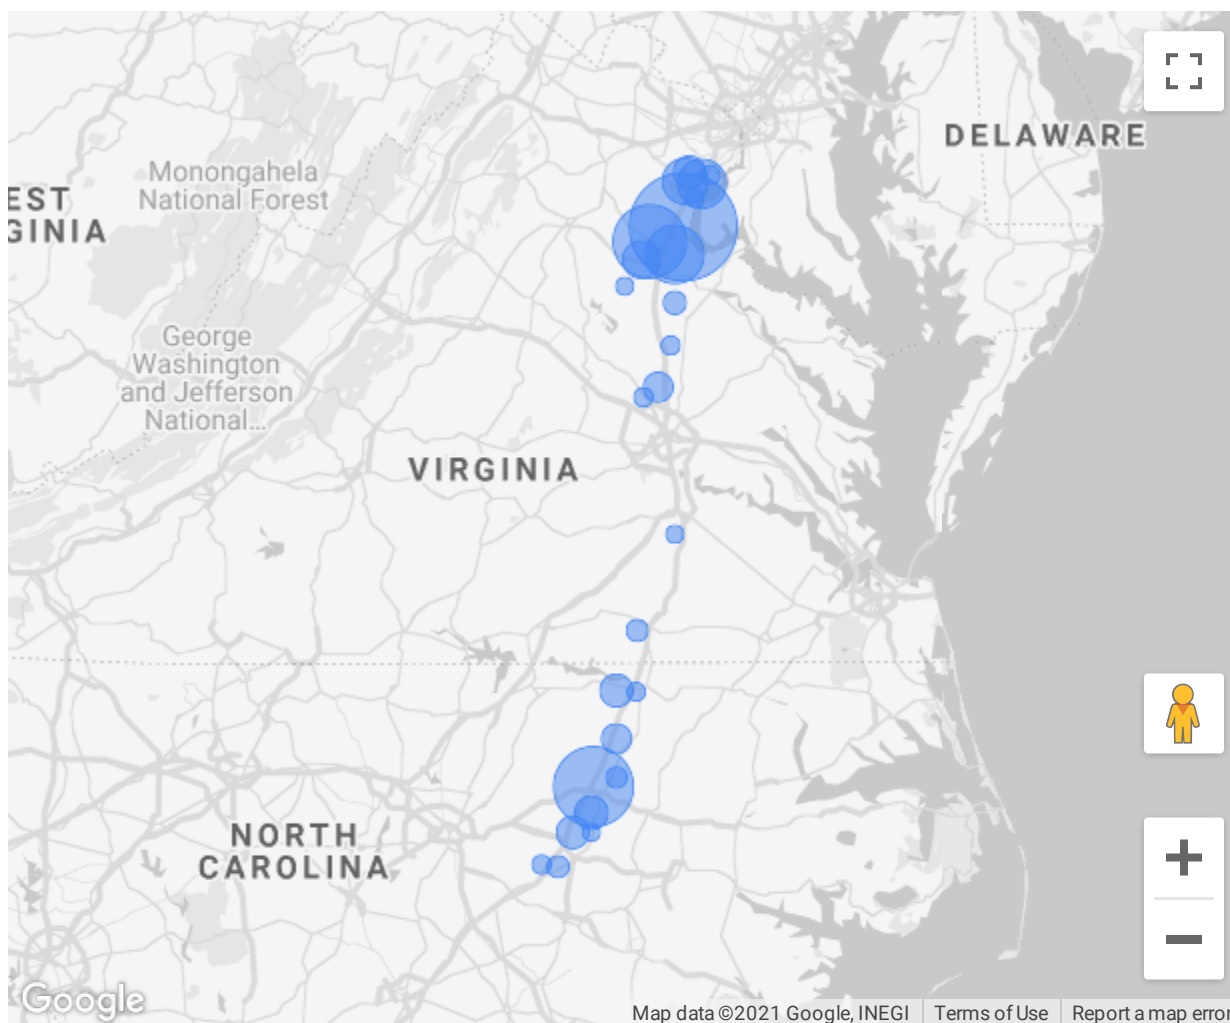 DELAWARE
Monongahela
National Forest
EST
GINIA
George
Washington
and Jefferson
National...
VIRGINIA
NORTH
CAROLINA
Google
Map data ©2021 Google, INEGI
Terms of Use
Report a map error